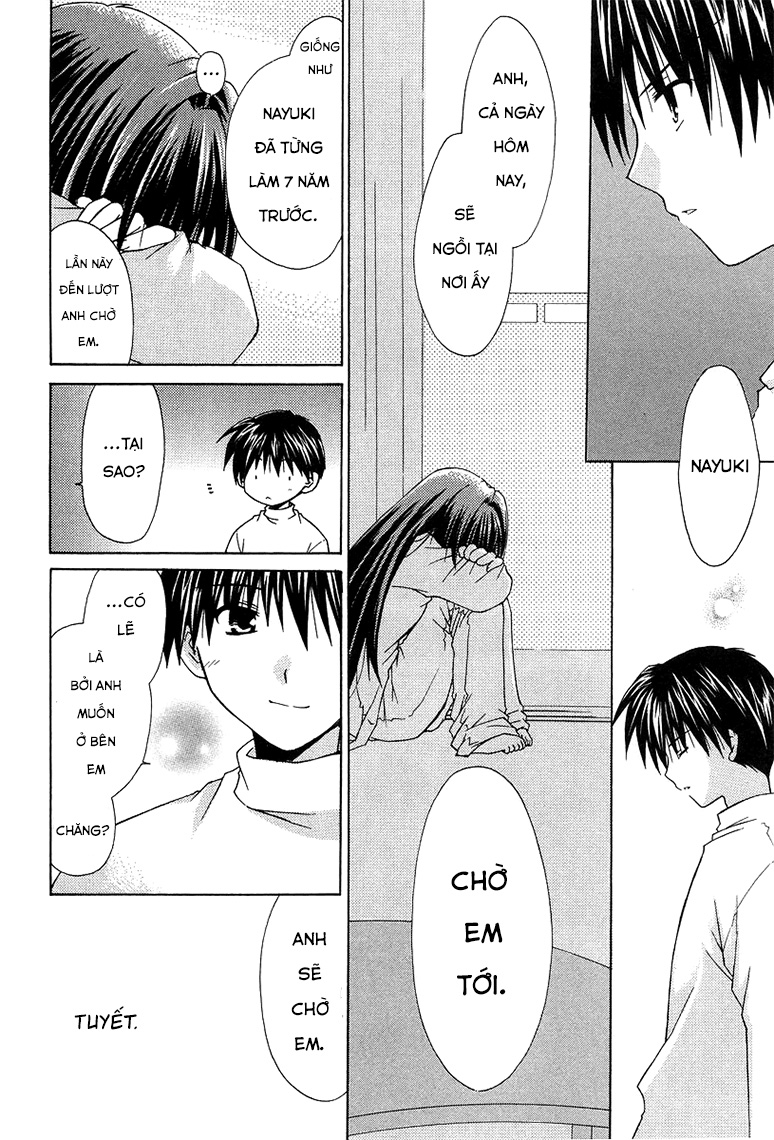 NAYUKI
ANH,
CẢ NGÀY
HÔM
NAY,
SẼ
NGỒI TẠI
NƠI ẤY
CHỜ
EM
TỚI.
GIỐNG
NHƯ
NAYUKI
ĐÃ TỪNG
LÀM 7 NĂM
TRƯỚC.
...
LẦN NÀY
ĐẾN LƯỢT
ANH CHỜ
EM.
...TẠI
SAO?
...CÓ
LẼ
LÀ
BỞI ANH
MUỐN
Ở BÊN
EM
CHĂNG?
ANH
SẼ
CHỜ
EM.
TUYẾT.